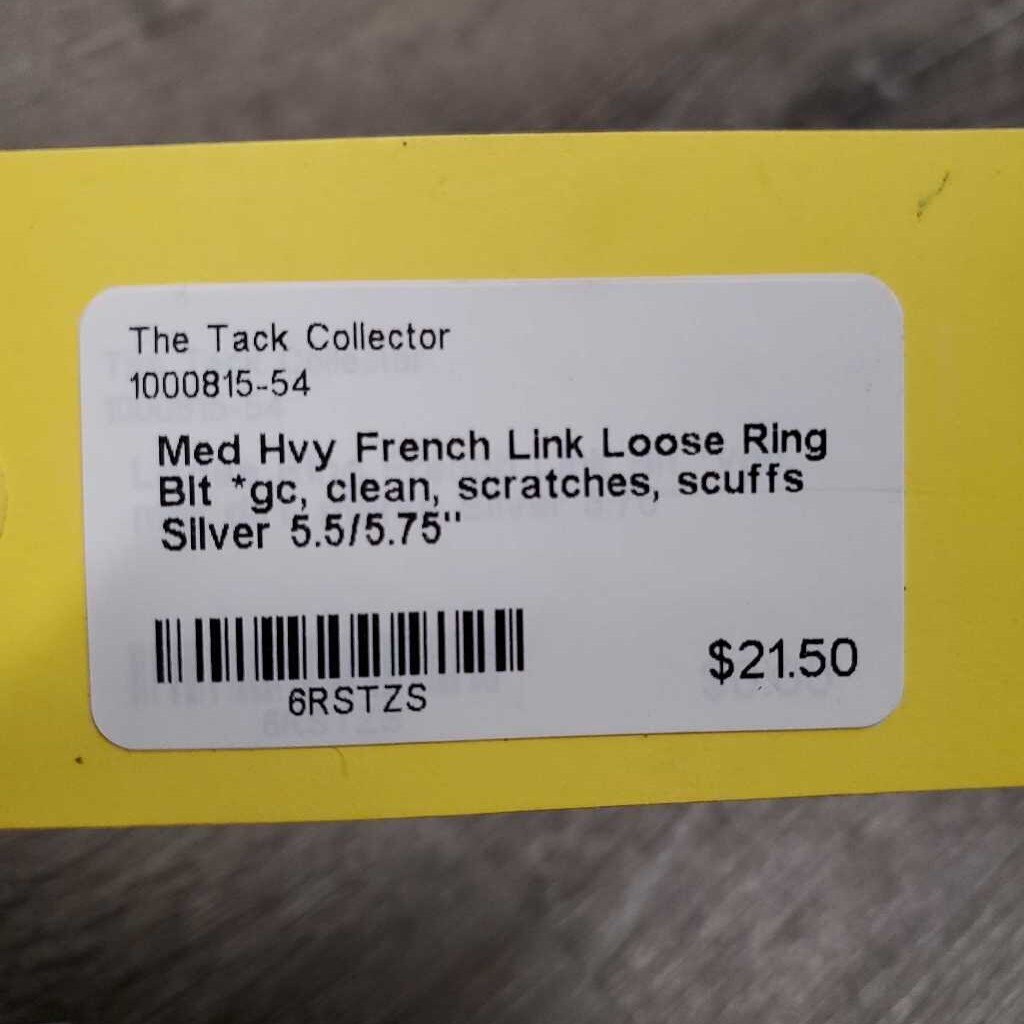 The Tack Collector
1000815-54
Med Hvy French Link Loose Ring
Bit *gc, clean, scratches, scuffs
Silver 5.5/5.75"
6RSTZS
$21.50